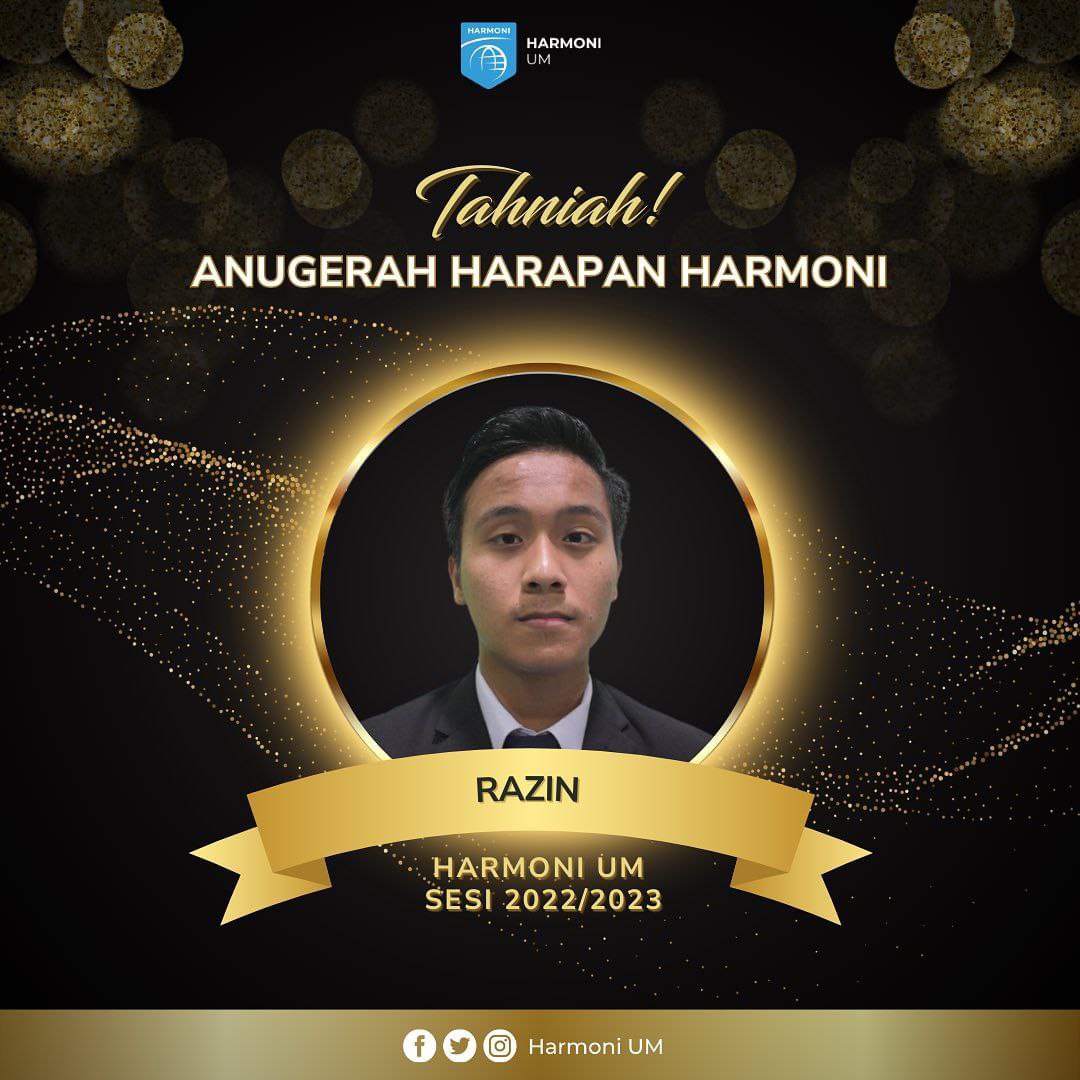 HARMONI
HARMONI
UM
Tahniah!
ANUGERAH HARAPAN HARMONI
RAZIN
HARMONI UM
SESI 2022/2023
Harmoni UM